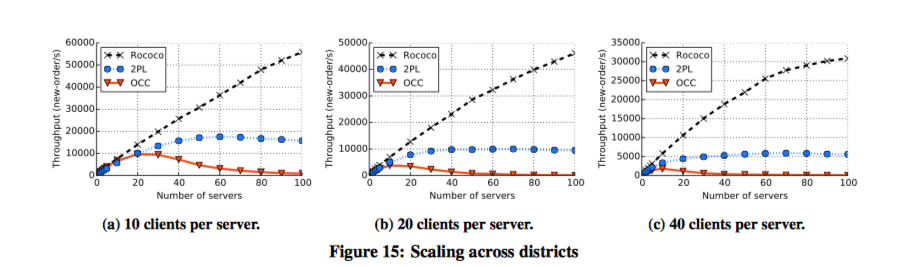 60000
50000
40000
30000
20000
10000
0
Throughput (new-order/s)
Rococo
2PL
OCC
0 20 40 60 80 100
Number of servers
(a) 10 clients per server.
50000
40000
30000
20000
10000
0
Throughput (new-order/s)
Rococo
2PL
OCC
0 20 40 60 80 100
Number of servers
(b) 20 clients per server.
35000
30000
25000
20000
15000
10000
5000
0
Throughput (new-order/s)
Rococo
2PL
OCC
0 20 40 60 80 100
Number of servers
(c) 40 clients per server.
Figure 15: Scaling across districts